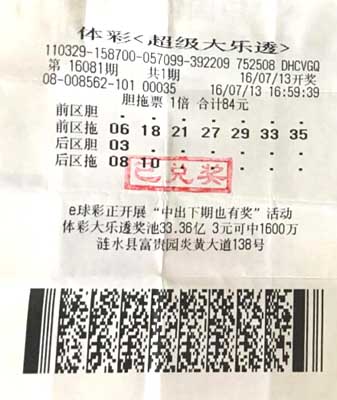 体彩<超级大乐透>
110329-158700-057099-392209 752508 DHCVGQ
第 16081期 共1期 16/07/13开奖
08-008562-101 00035 16/07/13 16:59:39
胆拖票 1倍 合计84元
前区胆 - - - - - -
前区拖 06 18 21 27 29 33 35
后区胆 03 - - - - - -
后区拖 08 10 - - - - -
已兑奖
e球彩正开展“中出下期也有奖”活动
体彩大乐透奖池33.36亿 3元可中1600万
涟水县富贵园炎黄大道138号